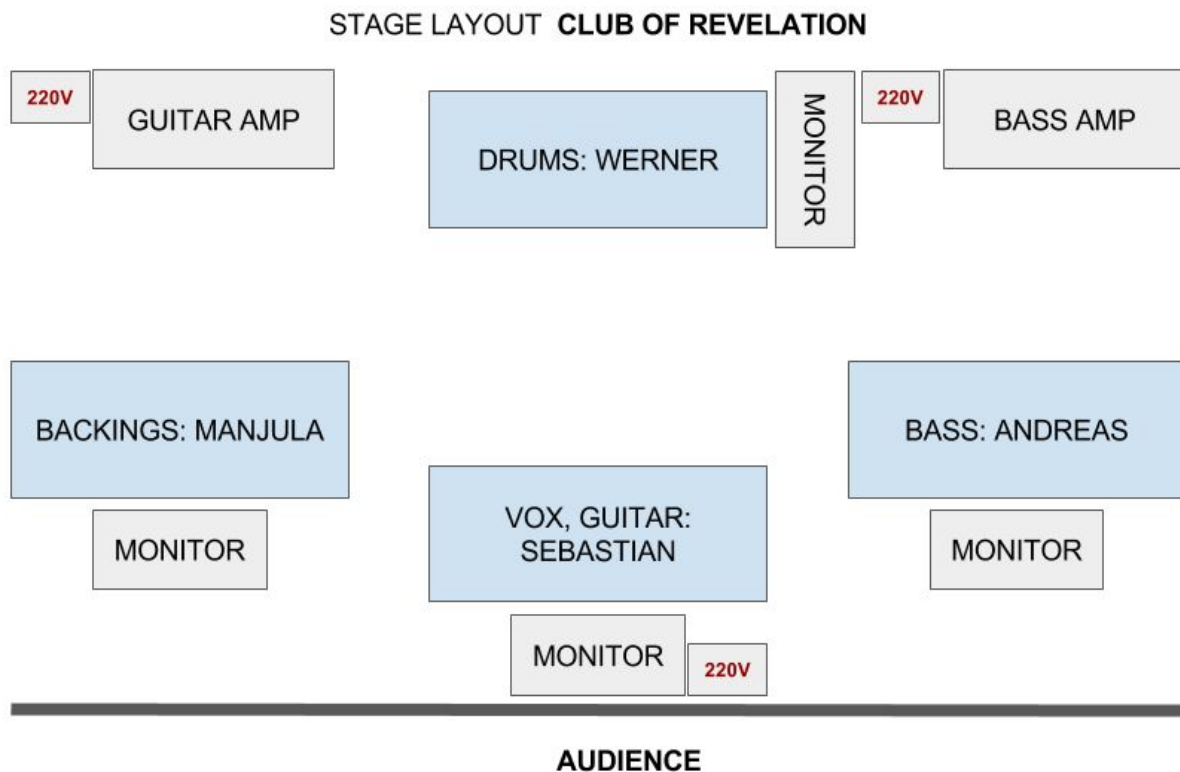 STAGE LAYOUT CLUB OF REVELATION
220V
GUITAR AMP
DRUMS: WERNER
MONITOR
220V
BASS AMP
BACKINGS: MANJULA
MONITOR
VOX, GUITAR:
SEBASTIAN
MONITOR
220V
BASS: ANDREAS
MONITOR
AUDIENCE